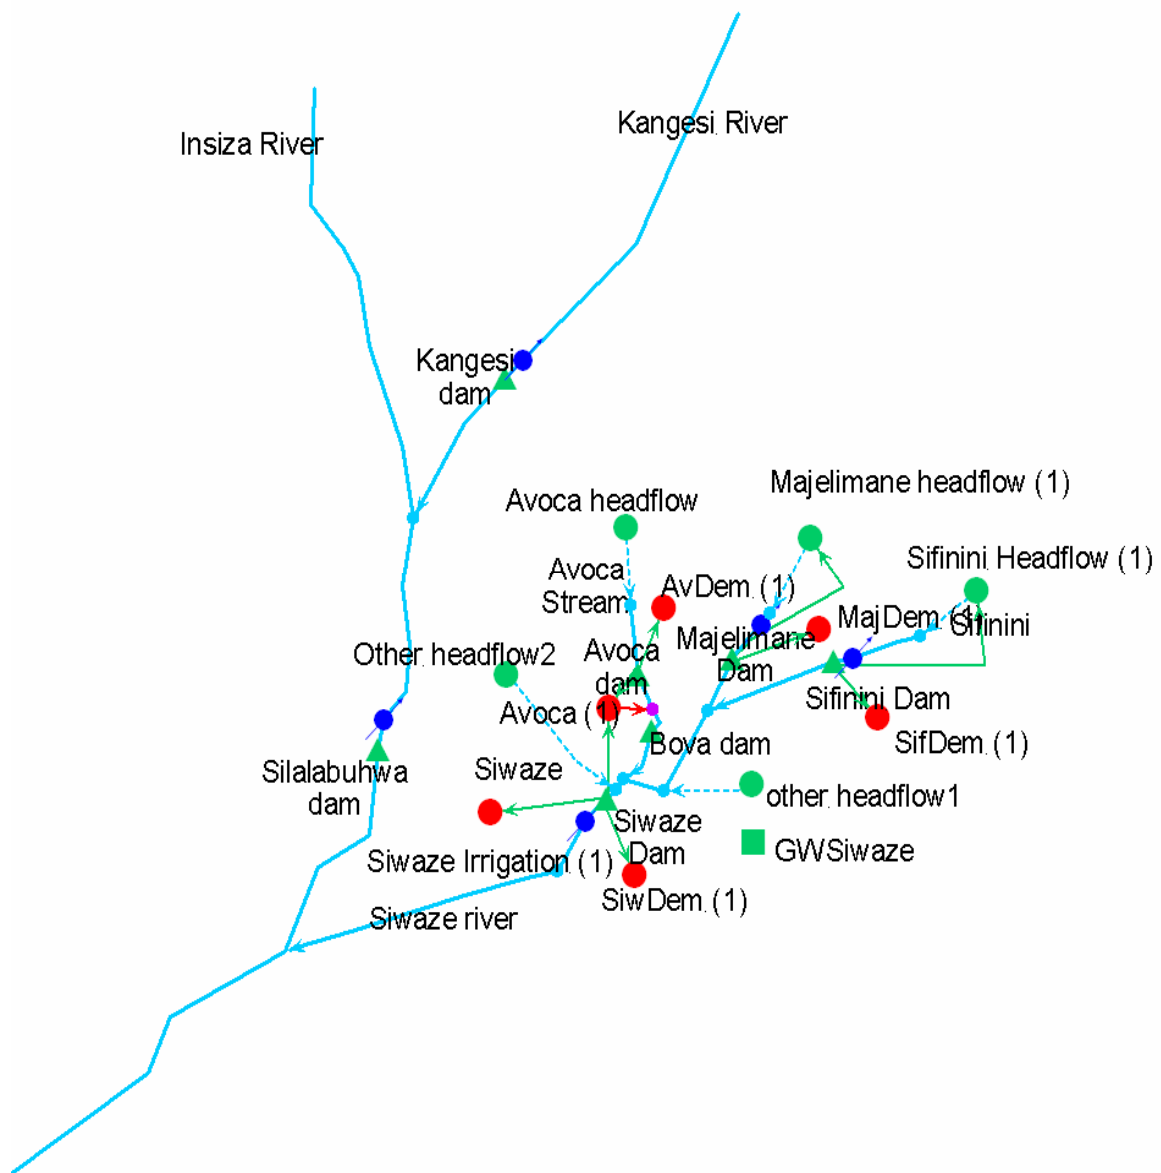 Kangesi River
Insiza River
Kangesi
dam
Majelimane headflow (1)
Avoca headflow
Sifinini Headflow (1)
Avoca
Stream
AvDem (1)
MajDem (1)
Sifinini
Majelimane
Dam
Other headflow2
Avoca
dam
Sifinini Dam
Avoca (1)
SifDem (1)
Bova dam
Siwaze
Silalabuhwa
dam
other headflow1
Siwaze
Dam
GWSiwaze
Siwaze Irrigation (1)
SiwDem (1)
Siwaze river